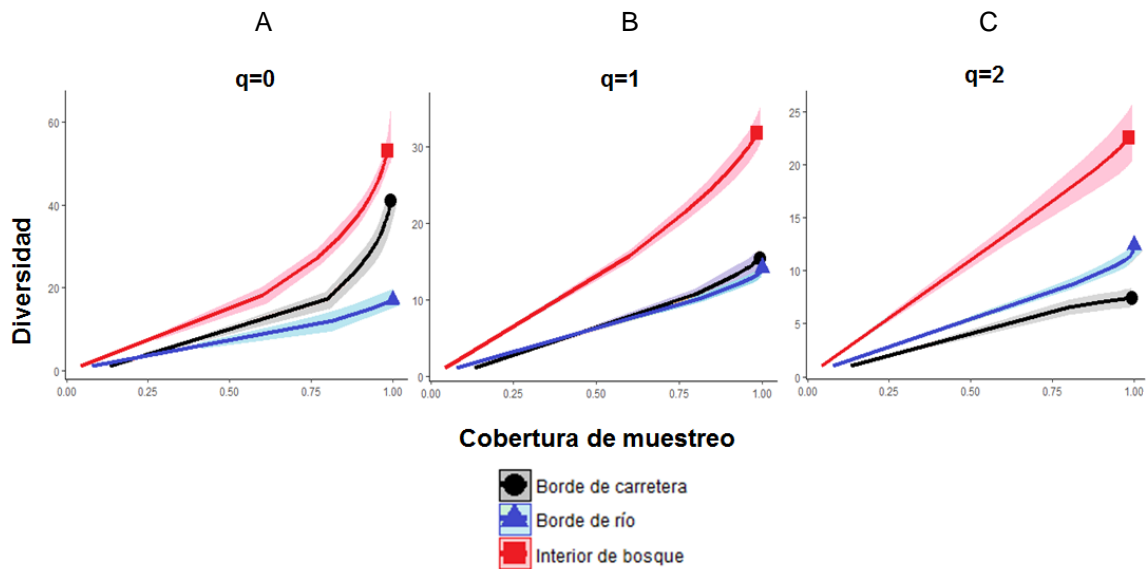 A B C
q=0 q=1 q=2
Diversidad
60
40
20
0
0.00 0.25 0.50 0.75 1.00
30
20
10
0
0.00 0.25 0.50 0.75 1.00
25
20
15
10
5
0
0.00 0.25 0.50 0.75 1.00
Cobertura de muestreo
Borde de carretera
Borde de río
Interior de bosque